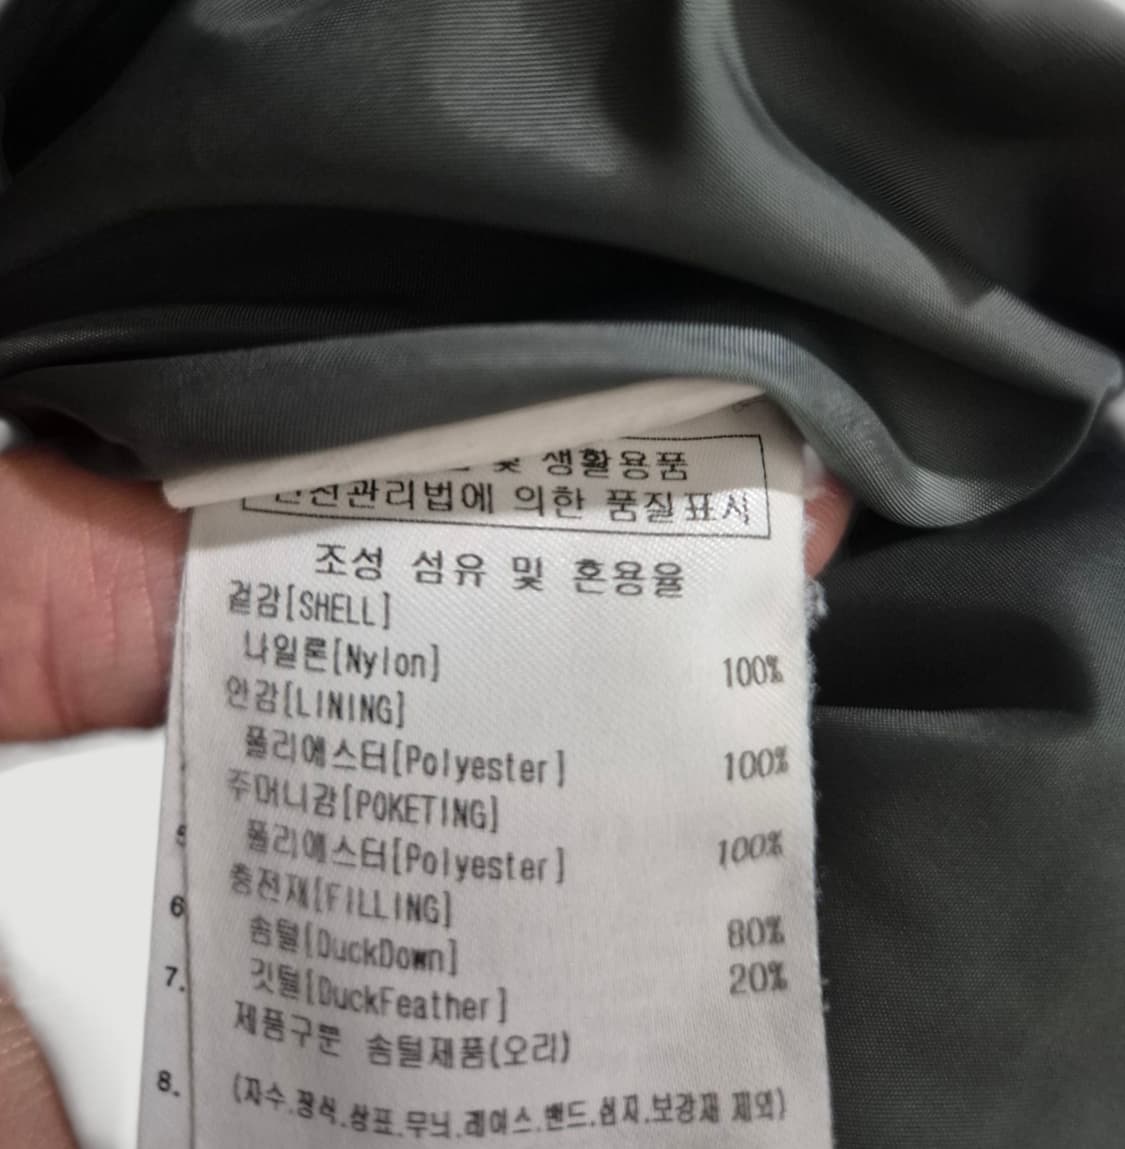 및 생활용품
안전관리법에 의한 품질표시
조성 섬유 및 혼용율
겉감[SHELL]
나일론[Nylon] 100%
안감[LINING]
폴리에스터[Polyester] 100%
주머니감[POKETING]
폴리에스터[Polyester] 100%
충전재[FILLING]
솜털[DuckDown] 80%
깃털[DuckFeather] 20%
제품구분 솜털제품(오리)
(자수.장식.상표.무늬.레이스.밴드.심지.보강재 제외)
5
6
7.
8.